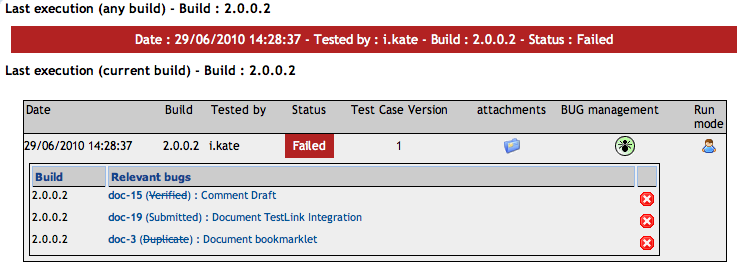 Last execution (any build) - Build : 2.0.0.2
Date : 29/06/2010 14:28:37 - Tested by : i.kate - Build : 2.0.0.2 - Status : Failed
Last execution (current build) - Build : 2.0.0.2
Date Build Tested by Status Test Case Version attachments BUG management Run mode
29/06/2010 14:28:37 2.0.0.2 i.kate Failed 1
Build Relevant bugs
2.0.0.2 doc-15 (Verified) : Comment Draft
2.0.0.2 doc-19 (Submitted) : Document TestLink Integration
2.0.0.2 doc-3 (Duplicate) : Document bookmarklet